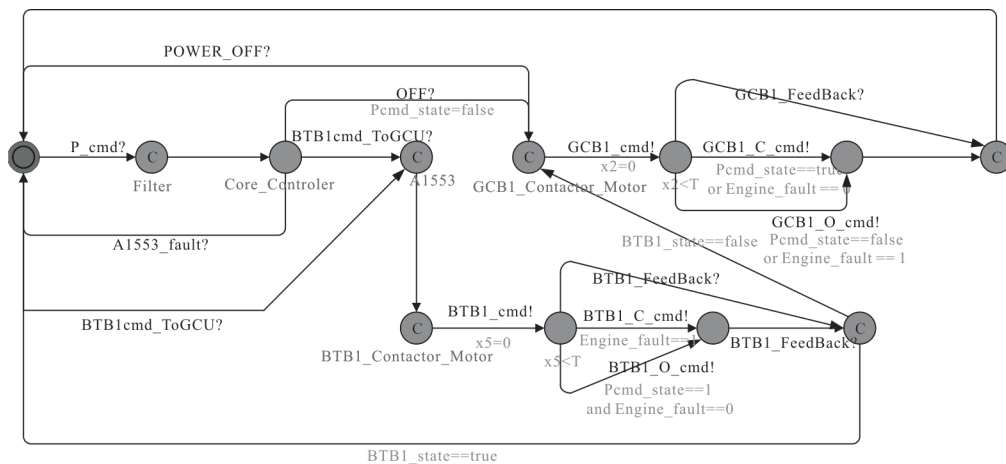 POWER_OFF?
OFF?
Pcmd_state=false
GCB1_FeedBack?
P_cmd?
BTB1cmd_ToGCU?
GCB1_cmd!
GCB1_C_cmd!
C
C
C
C
x2=0
Pcmd_state==true
Filter
Core_Controler
A1553
GCB1_Contactor_Motor
x2<T
or Engine_fault == 0
GCB1_O_cmd!
A1553_fault?
BTB1_state==false
Pcmd_state==false
or Engine_fault == 1
BTB1_FeedBack?
BTB1cmd_ToGCU?
BTB1_cmd!
BTB1_C_cmd!
C
C
x5=0
Engine_fault==1
BTB1_FeedBack?
BTB1_Contactor_Motor
x5<T
BTB1_O_cmd!
Pcmd_state==1
and Engine_fault==0
BTB1_state==true